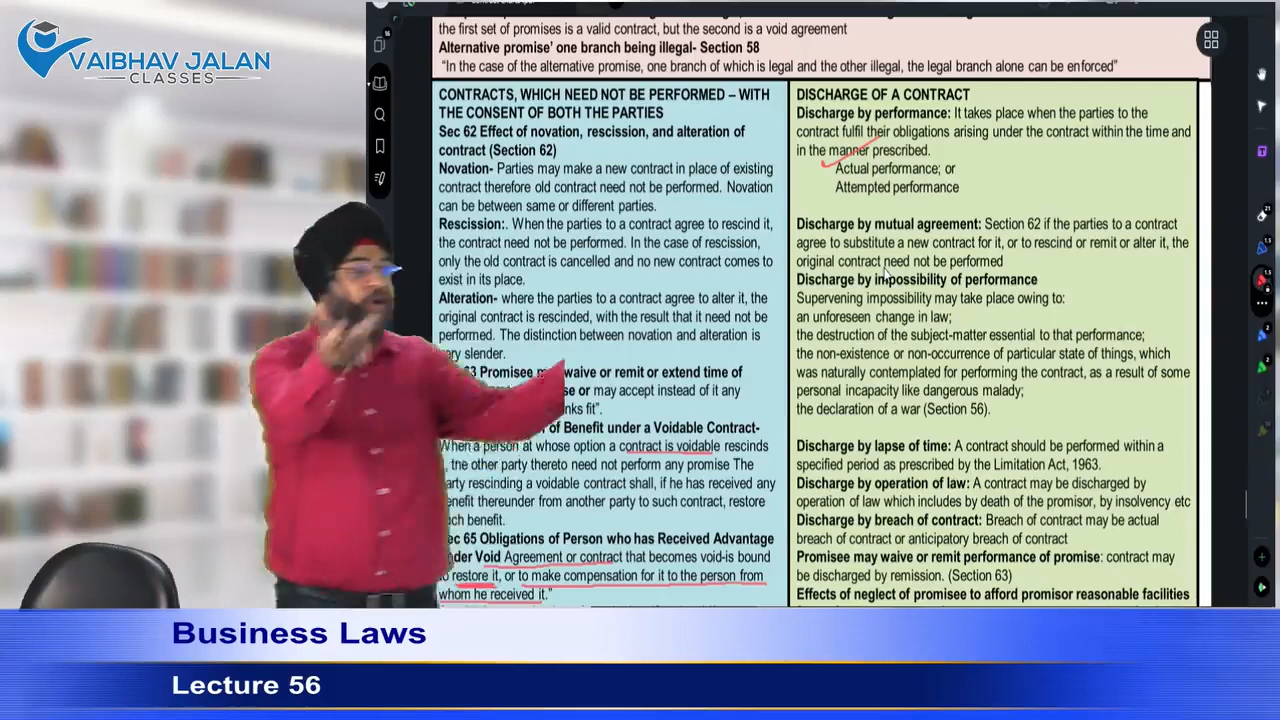 VAIBHAV JALAN
CLASSES
the first set of promises is a valid contract, but the second is a void agreement
Alternative promise' one branch being illegal- Section 58
"In the case of the alternative promise, one branch of which is legal and the other illegal, the legal branch alone can be enforced"
CONTRACTS, WHICH NEED NOT BE PERFORMED – WITH
THE CONSENT OF BOTH THE PARTIES
Sec 62 Effect of novation, rescission, and alteration of
contract (Section 62)
Novation- Parties may make a new contract in place of existing
contract therefore old contract need not be performed. Novation
can be between same or different parties.
Rescission:. When the parties to a contract agree to rescind it,
the contract need not be performed. In the case of rescission,
only the old contract is cancelled and no new contract comes to
exist in its place.
Alteration- where the parties to a contract agree to alter it, the
original contract is rescinded, with the result that it need not be
performed. The distinction between novation and alteration is
ery slender.
63 Promisee may waive or remit or extend time of
se or may accept instead of it any
nks fit".
of Benefit under a Voidable Contract-
When a person at whose option a contract is voidable rescinds
, the other party thereto need not perform any promise The
arty rescinding a voidable contract shall, if he has received any
enefit thereunder from another party to such contract, restore
uch benefit.
ec 65 Obligations of Person who has Received Advantage
nder Void Agreement or contract that becomes void-is bound
to restore it, or to make compensation for it to the person from
whom he received it."
DISCHARGE OF A CONTRACT
Discharge by performance: It takes place when the parties to the
contract fulfil their obligations arising under the contract within the time and
in the manner prescribed.
Actual performance; or
Attempted performance
Discharge by mutual agreement: Section 62 if the parties to a contract
agree to substitute a new contract for it, or to rescind or remit or alter it, the
original contract need not be performed
Discharge by impossibility of performance
Supervening impossibility may take place owing to:
an unforeseen change in law;
the destruction of the subject-matter essential to that performance;
the non-existence or non-occurrence of particular state of things, which
was naturally contemplated for performing the contract, as a result of some
personal incapacity like dangerous malady;
the declaration of a war (Section 56).
Discharge by lapse of time: A contract should be performed within a
specified period as prescribed by the Limitation Act, 1963.
Discharge by operation of law: A contract may be discharged by
operation of law which includes by death of the promisor, by insolvency etc
Discharge by breach of contract: Breach of contract may be actual
breach of contract or anticipatory breach of contract
Promisee may waive or remit performance of promise: contract may
be discharged by remission. (Section 63)
Effects of neglect of promisee to afford promisor reasonable facilities
Business Laws
Lecture 56